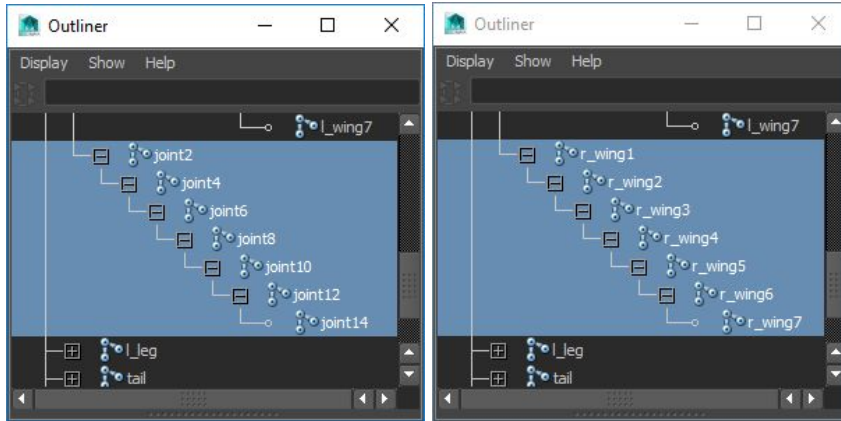 Outliner
Display Show Help
l_wing7
joint2
joint4
joint6
joint8
joint10
joint12
joint14
l_leg
tail
Outliner
Display Show Help
l_wing7
r_wing1
r_wing2
r_wing3
r_wing4
r_wing5
r_wing6
r_wing7
l_leg
tail